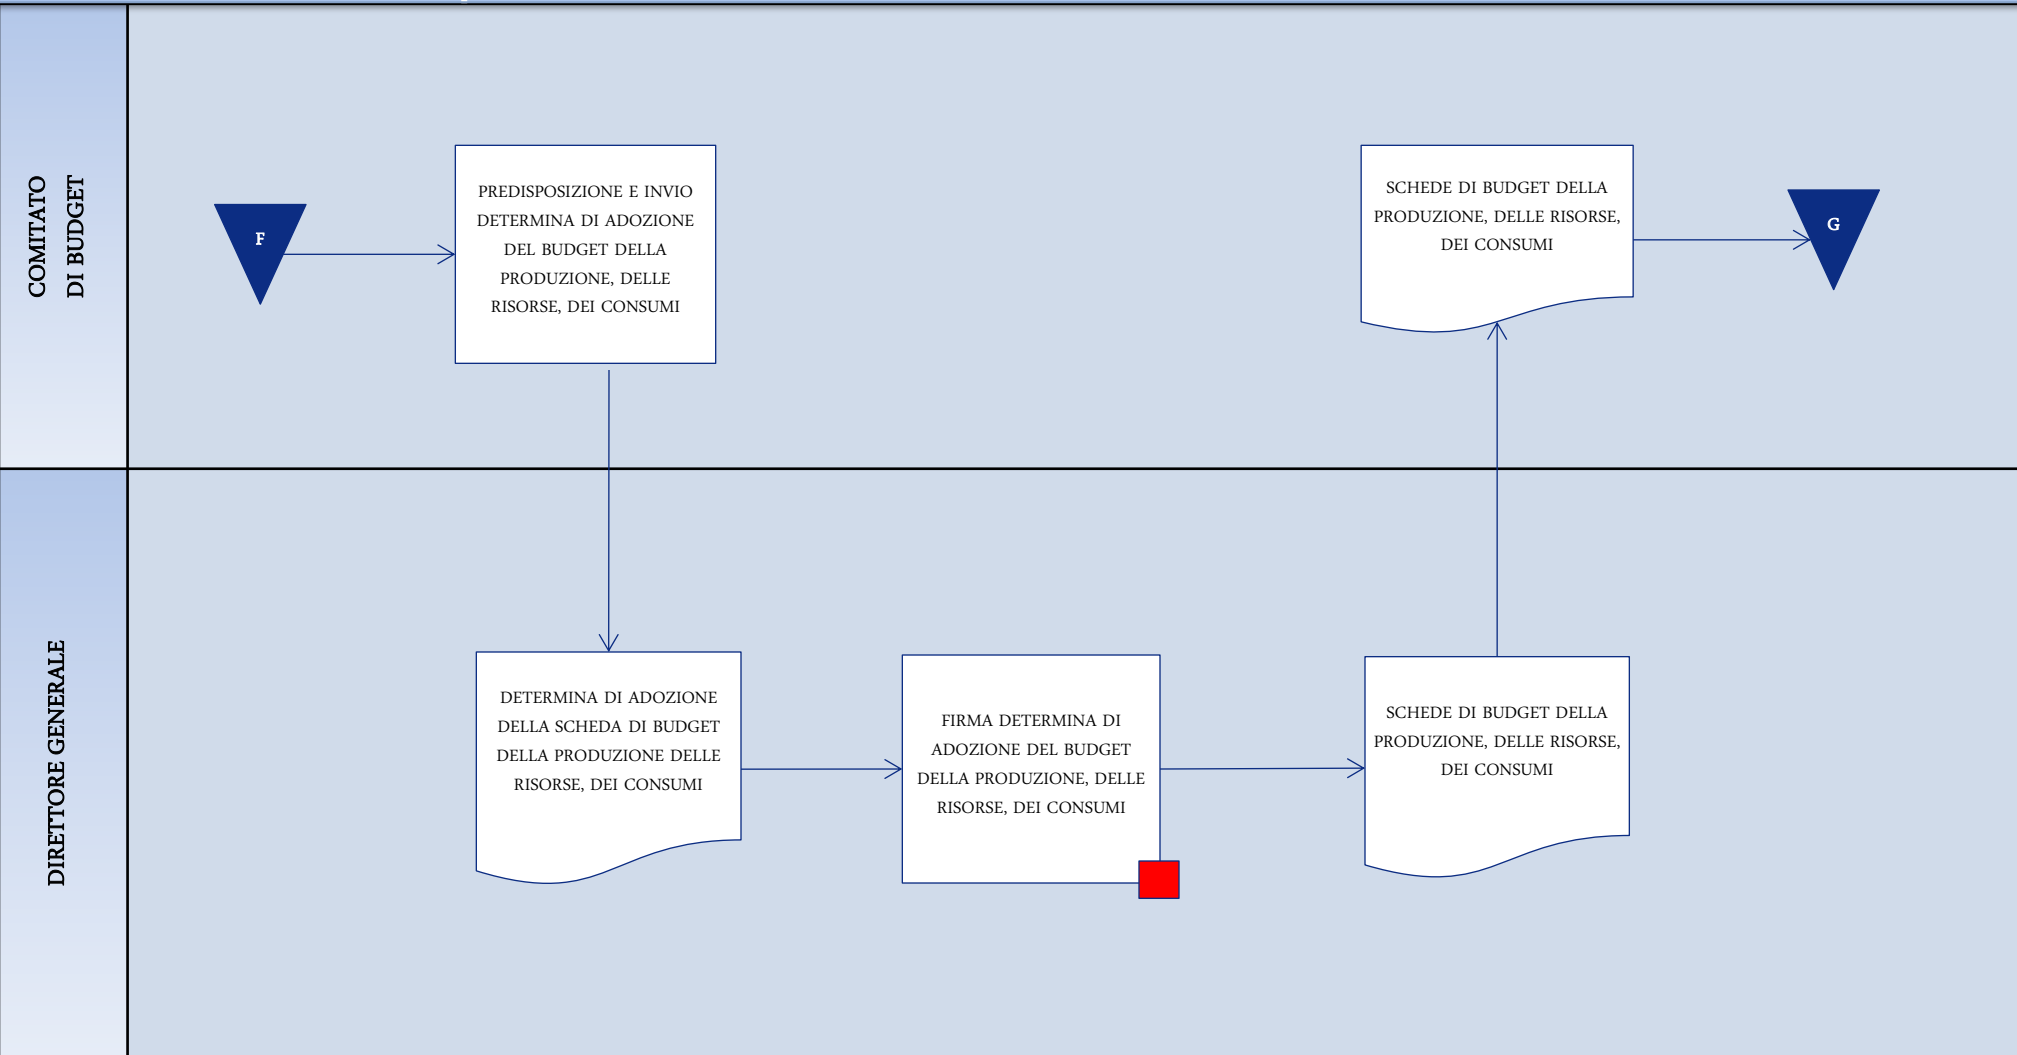 COMITATO
DI BUDGET
F
PREDISPOSIZIONE E INVIO
DETERMINA DI ADOZIONE
DEL BUDGET DELLA
PRODUZIONE, DELLE
RISORSE, DEI CONSUMI
SCHEDE DI BUDGET DELLA
PRODUZIONE, DELLE RISORSE,
DEI CONSUMI
G
DIRETTORE GENERALE
DETERMINA DI ADOZIONE
DELLA SCHEDA DI BUDGET
DELLA PRODUZIONE DELLE
RISORSE, DEI CONSUMI
FIRMA DETERMINA DI
ADOZIONE DEL BUDGET
DELLA PRODUZIONE, DELLE
RISORSE, DEI CONSUMI
SCHEDE DI BUDGET DELLA
PRODUZIONE, DELLE RISORSE,
DEI CONSUMI